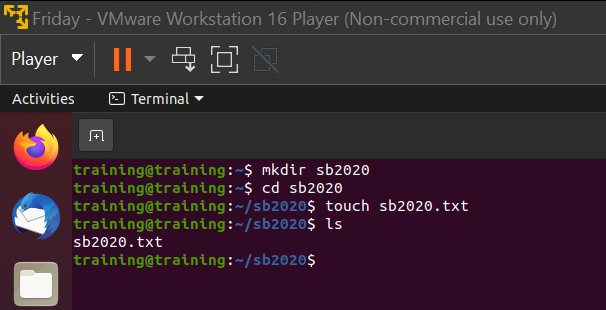 Friday - VMware Workstation 16 Player (Non-commercial use only)
Player
Activities Terminal
training@training:~$ mkdir sb2020
training@training:~$ cd sb2020
training@training:~/sb2020$ touch sb2020.txt
training@training:~/sb2020$ ls
sb2020.txt
training@training:~/sb2020$